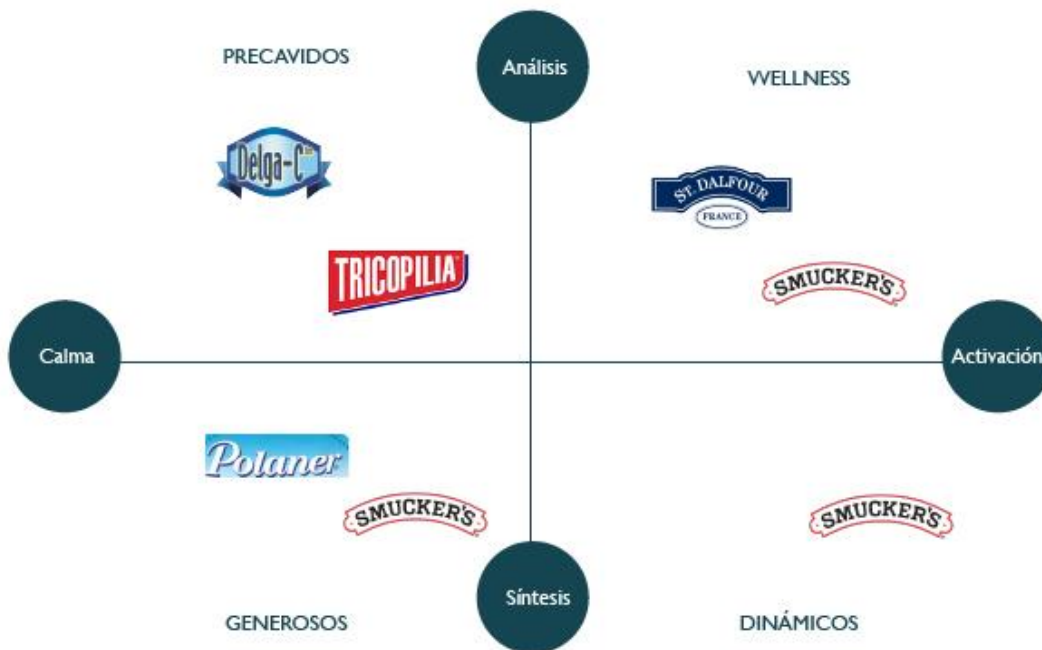 PRECAVIDOS
Análisis
WELLNESS
Delga-C
ST. DALFOUR
FRANCE
TRICOPILIA
SMUCKER'S
Calma
Activación
Polaner
SMUCKER'S
SMUCKER'S
Síntesis
GENEROSOS
DINÁMICOS